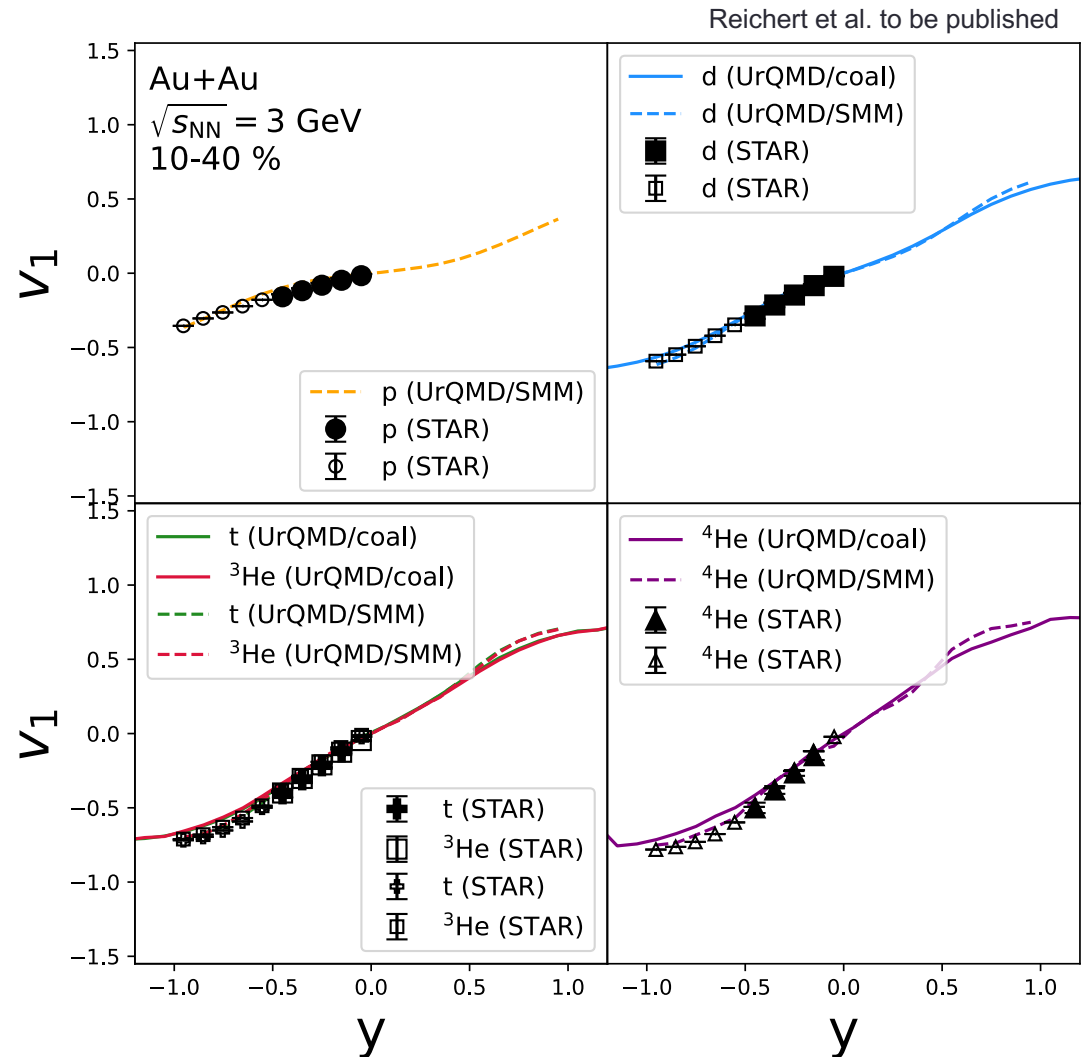 Reichert et al. to be published
1.5
1.0
0.5
0.0
−0.5
−1.0
−1.5
v₁
Au+Au
√sNN = 3 GeV
10-40 %
p (UrQMD/SMM)
p (STAR)
p (STAR)
d (UrQMD/coal)
d (UrQMD/SMM)
d (STAR)
d (STAR)
1.5
1.0
0.5
0.0
−0.5
−1.0
−1.5
v₁
t (UrQMD/coal)
³He (UrQMD/coal)
t (UrQMD/SMM)
³He (UrQMD/SMM)
t (STAR)
³He (STAR)
t (STAR)
³He (STAR)
⁴He (UrQMD/coal)
⁴He (UrQMD/SMM)
⁴He (STAR)
⁴He (STAR)
−1.0 −0.5 0.0 0.5 1.0
−1.0 −0.5 0.0 0.5 1.0
y
y